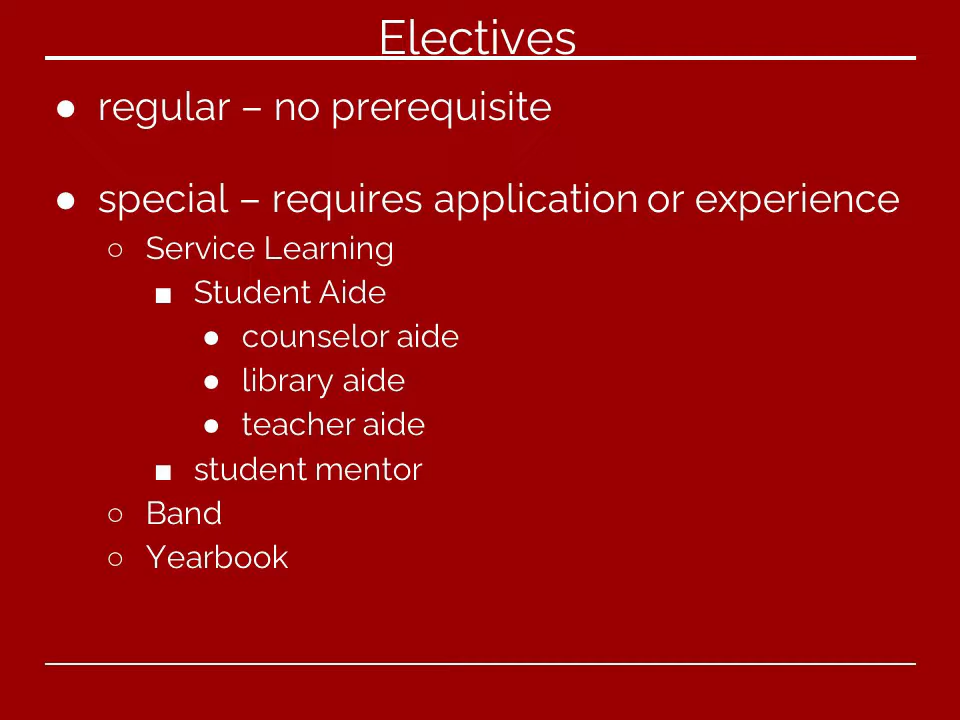 Electives
● regular – no prerequisite
● special – requires application or experience
○ Service Learning
■ Student Aide
● counselor aide
● library aide
● teacher aide
■ student mentor
○ Band
○ Yearbook